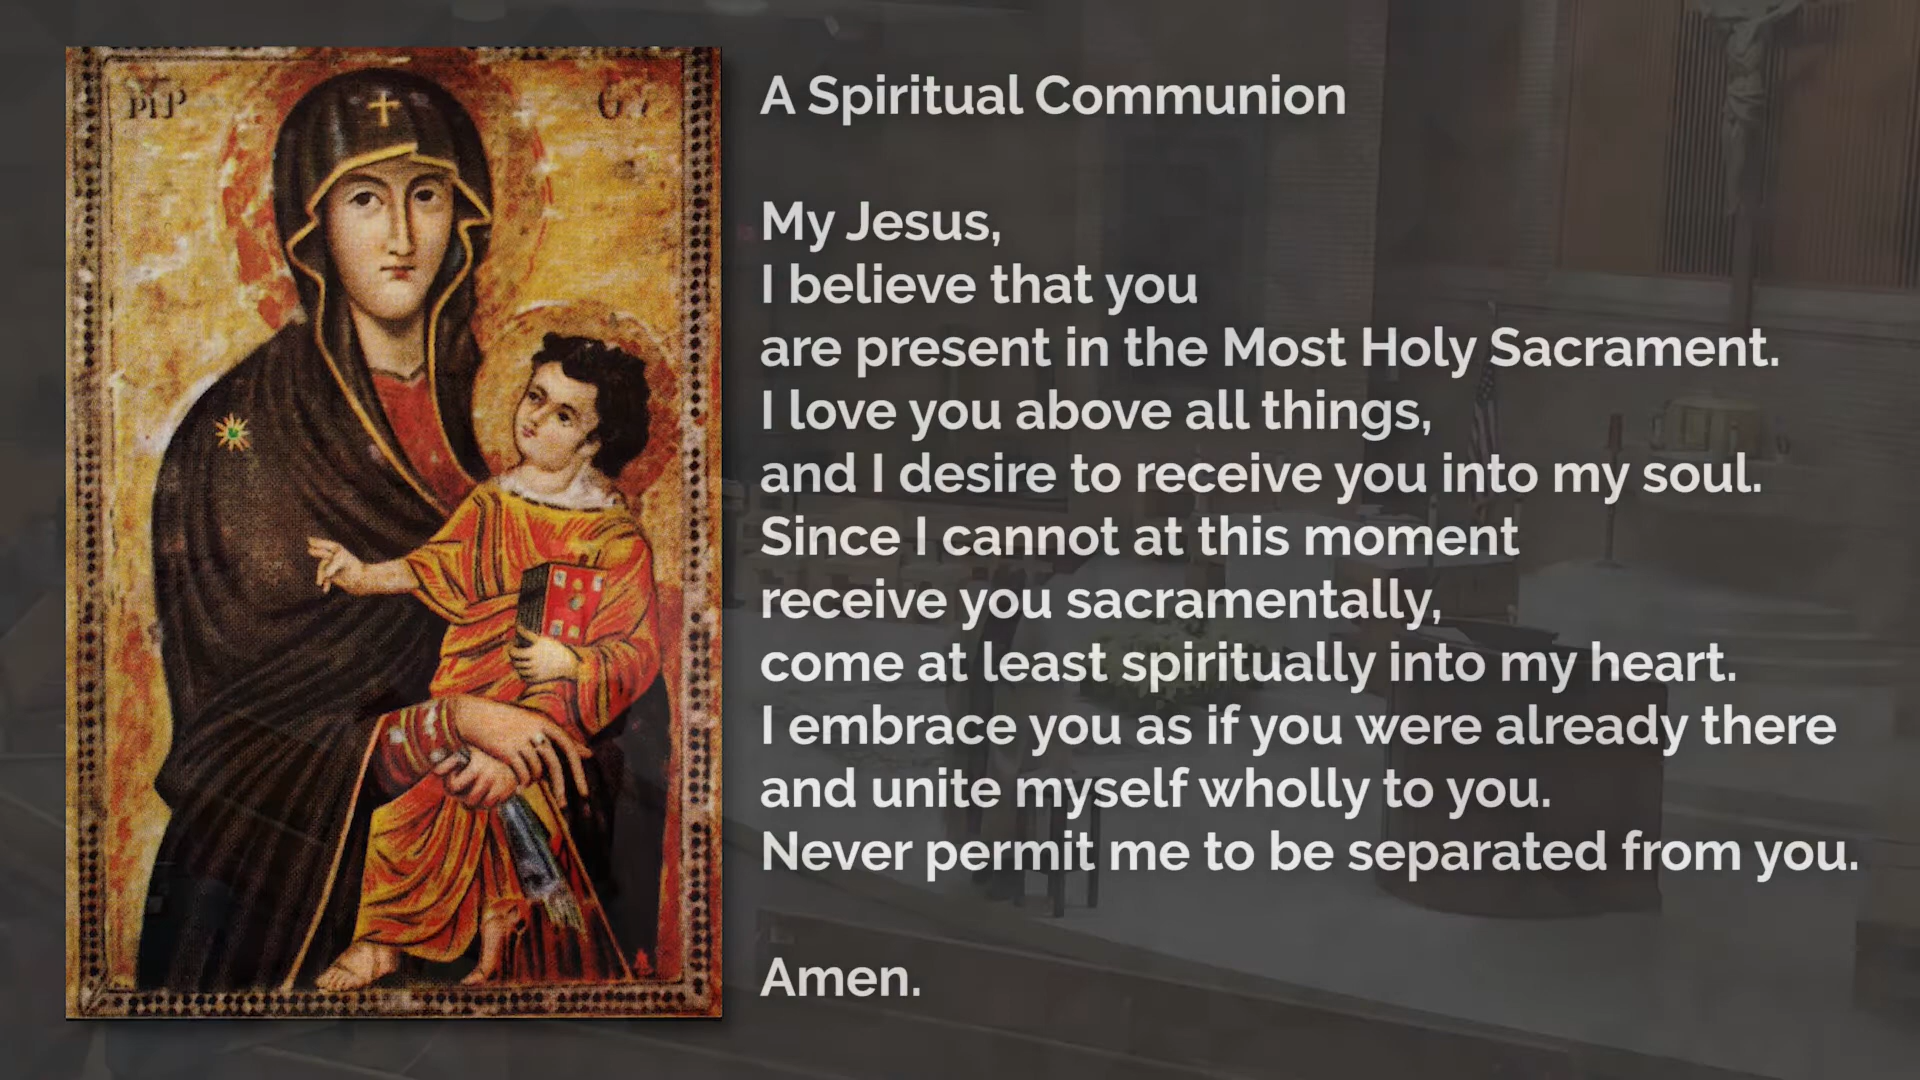 A Spiritual Communion
My Jesus,
I believe that you
are present in the Most Holy Sacrament.
I love you above all things,
and I desire to receive you into my soul.
Since I cannot at this moment
receive you sacramentally,
come at least spiritually into my heart.
I embrace you as if you were already there
and unite myself wholly to you.
Never permit me to be separated from you.
Amen.